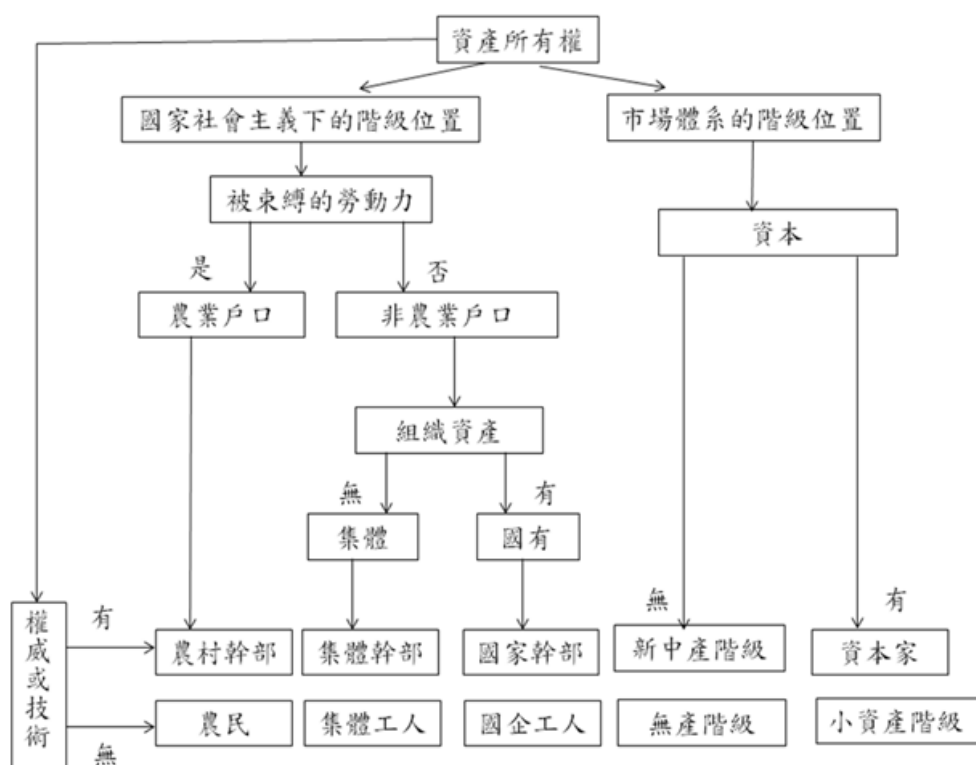 資產所有權
國家社會主義下的階級位置
市場體系的階級位置
被束縛的勞動力
資本
是
否
農業戶口
非農業戶口
組織資產
無
有
集體
國有
無
有
權威或技術
有
農村幹部
集體幹部
國家幹部
新中產階級
資本家
無
農民
集體工人
國企工人
無產階級
小資產階級